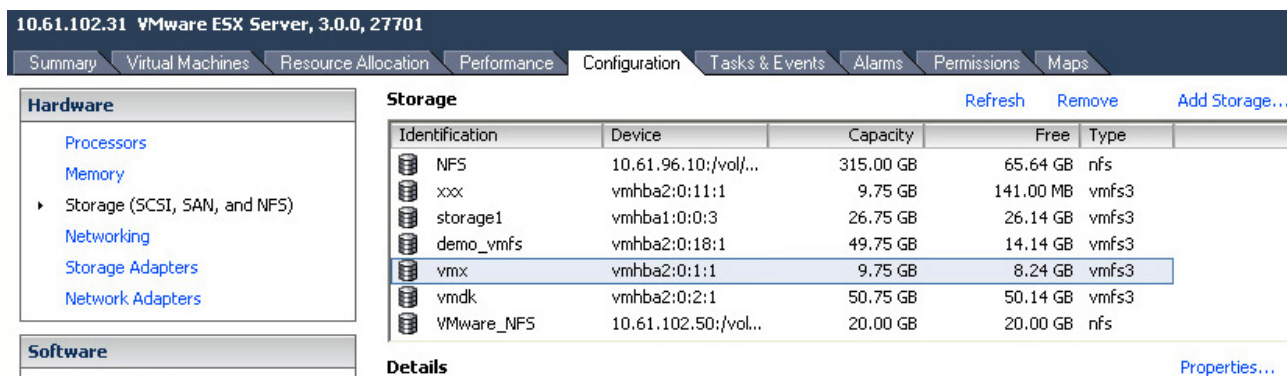 10.61.102.31 VMware ESX Server, 3.0.0, 27701
Summary Virtual Machines Resource Allocation Performance Configuration Tasks & Events Alarms Permissions Maps
Hardware
Processors
Memory
Storage (SCSI, SAN, and NFS)
Networking
Storage Adapters
Network Adapters
Software
Storage Refresh Remove Add Storage...
Identification Device Capacity Free Type
NFS 10.61.96.10:/vol/... 315.00 GB 65.64 GB nfs
xxx vmhba2:0:11:1 9.75 GB 141.00 MB vmfs3
storage1 vmhba1:0:0:3 26.75 GB 26.14 GB vmfs3
demo_vmfs vmhba2:0:18:1 49.75 GB 14.14 GB vmfs3
vmx vmhba2:0:1:1 9.75 GB 8.24 GB vmfs3
vmdk vmhba2:0:2:1 50.75 GB 50.14 GB vmfs3
VMware_NFS 10.61.102.50:/vol... 20.00 GB 20.00 GB nfs
Details Properties...